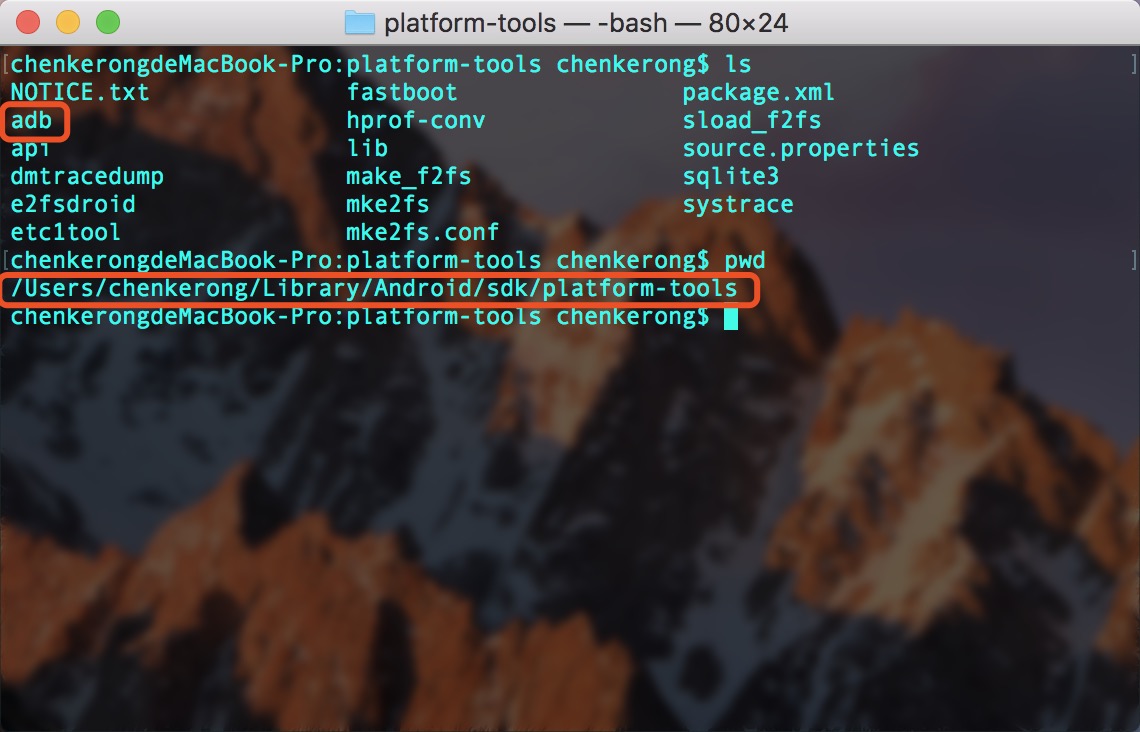 platform-tools — -bash — 80×24
[chenkerongdeMacBook-Pro:platform-tools chenkerong$ ls ]
NOTICE.txt fastboot package.xml
adb hprof-conv sload_f2fs
api lib source.properties
dmtracedump make_f2fs sqlite3
e2fsdroid mke2fs systrace
etc1tool mke2fs.conf
[chenkerongdeMacBook-Pro:platform-tools chenkerong$ pwd ]
/Users/chenkerong/Library/Android/sdk/platform-tools
chenkerongdeMacBook-Pro:platform-tools chenkerong$